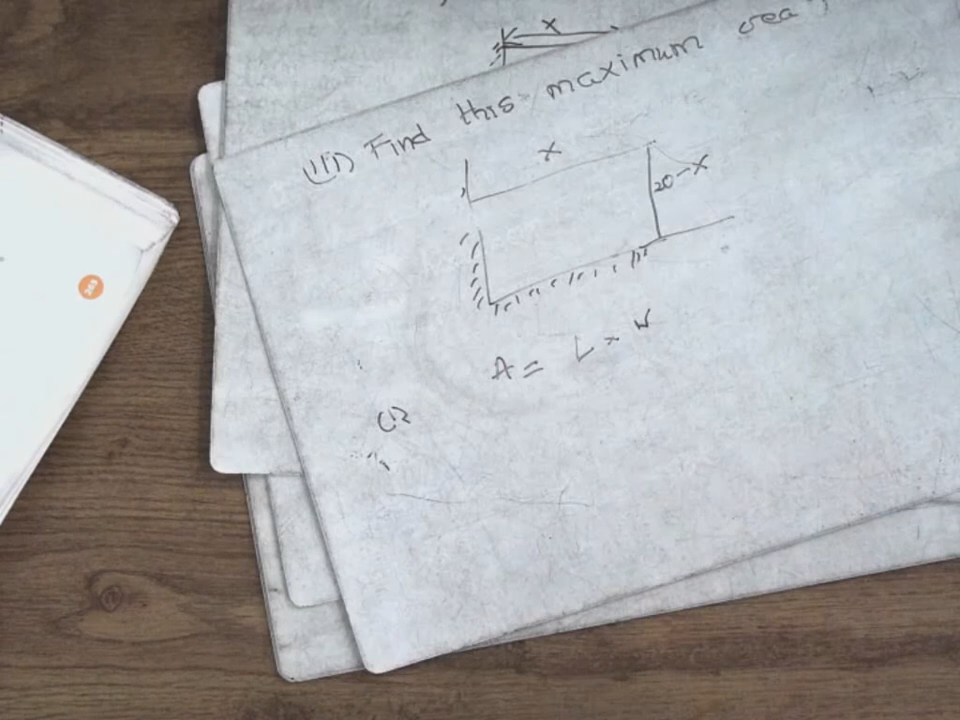 x
(iii) Find this maximum area?
x
20-x
A = L × W
(i)